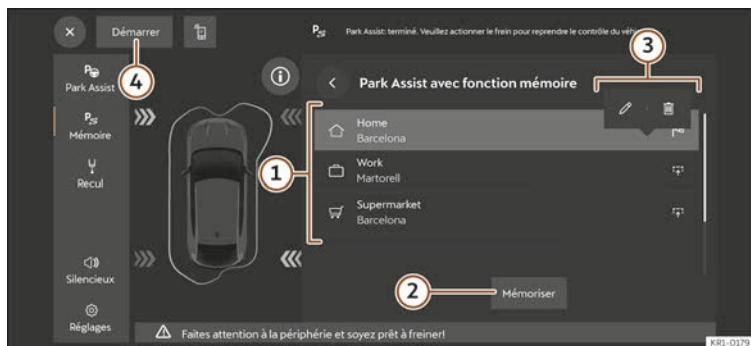 Démarrer
Park Assist: terminé. Veuillez actionner le frein pour reprendre le contrôle du véh
3
4
Park Assist
Park Assist avec fonction mémoire
Mémoire
1
Home
Barcelona
Work
Martorell
Recul
Supermarket
Barcelona
Silencieux
2
Mémoriser
Réglages
Faites attention à la périphérie et soyez prêt à freiner!
KR1-0179